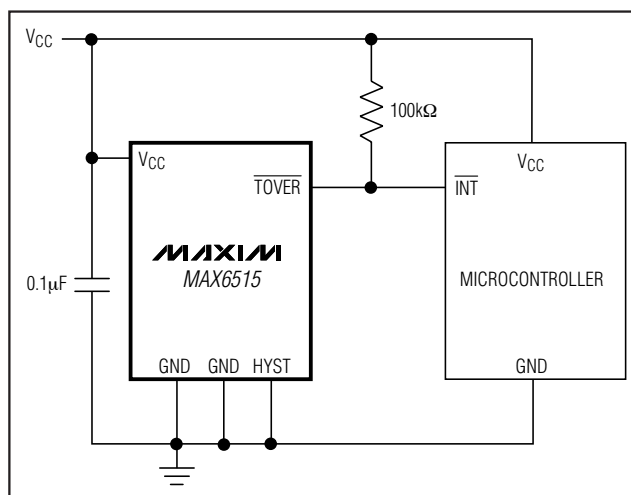 VCC
100kΩ
VCC
TOVER
INT
VCC
MAXIM
MAX6515
MICROCONTROLLER
0.1µF
GND GND HYST
GND